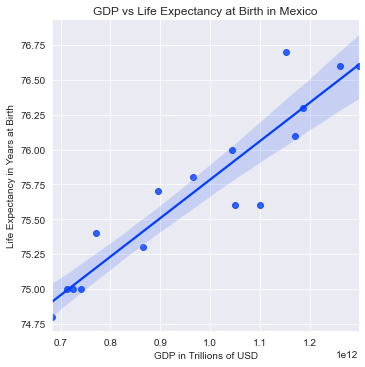 GDP vs Life Expectancy at Birth in Mexico
Life Expectancy in Years at Birth
76.75
76.50
76.25
76.00
75.75
75.50
75.25
75.00
74.75
0.7 0.8 0.9 1.0 1.1 1.2
1e12
GDP in Trillions of USD